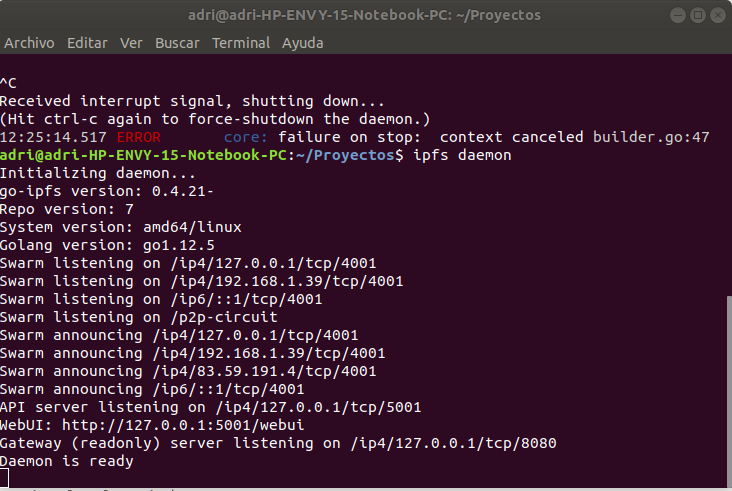 adri@adri-HP-ENVY-15-Notebook-PC: ~/Proyectos
Archivo Editar Ver Buscar Terminal Ayuda
^C
Received interrupt signal, shutting down...
(Hit ctrl-c again to force-shutdown the daemon.)
12:25:14.517 ERROR       core: failure on stop:  context canceled builder.go:47
adri@adri-HP-ENVY-15-Notebook-PC:~/Proyectos$ ipfs daemon
Initializing daemon...
go-ipfs version: 0.4.21-
Repo version: 7
System version: amd64/linux
Golang version: go1.12.5
Swarm listening on /ip4/127.0.0.1/tcp/4001
Swarm listening on /ip4/192.168.1.39/tcp/4001
Swarm listening on /ip6/::1/tcp/4001
Swarm listening on /p2p-circuit
Swarm announcing /ip4/127.0.0.1/tcp/4001
Swarm announcing /ip4/192.168.1.39/tcp/4001
Swarm announcing /ip4/83.59.191.4/tcp/4001
Swarm announcing /ip6/::1/tcp/4001
API server listening on /ip4/127.0.0.1/tcp/5001
WebUI: http://127.0.0.1:5001/webui
Gateway (readonly) server listening on /ip4/127.0.0.1/tcp/8080
Daemon is ready